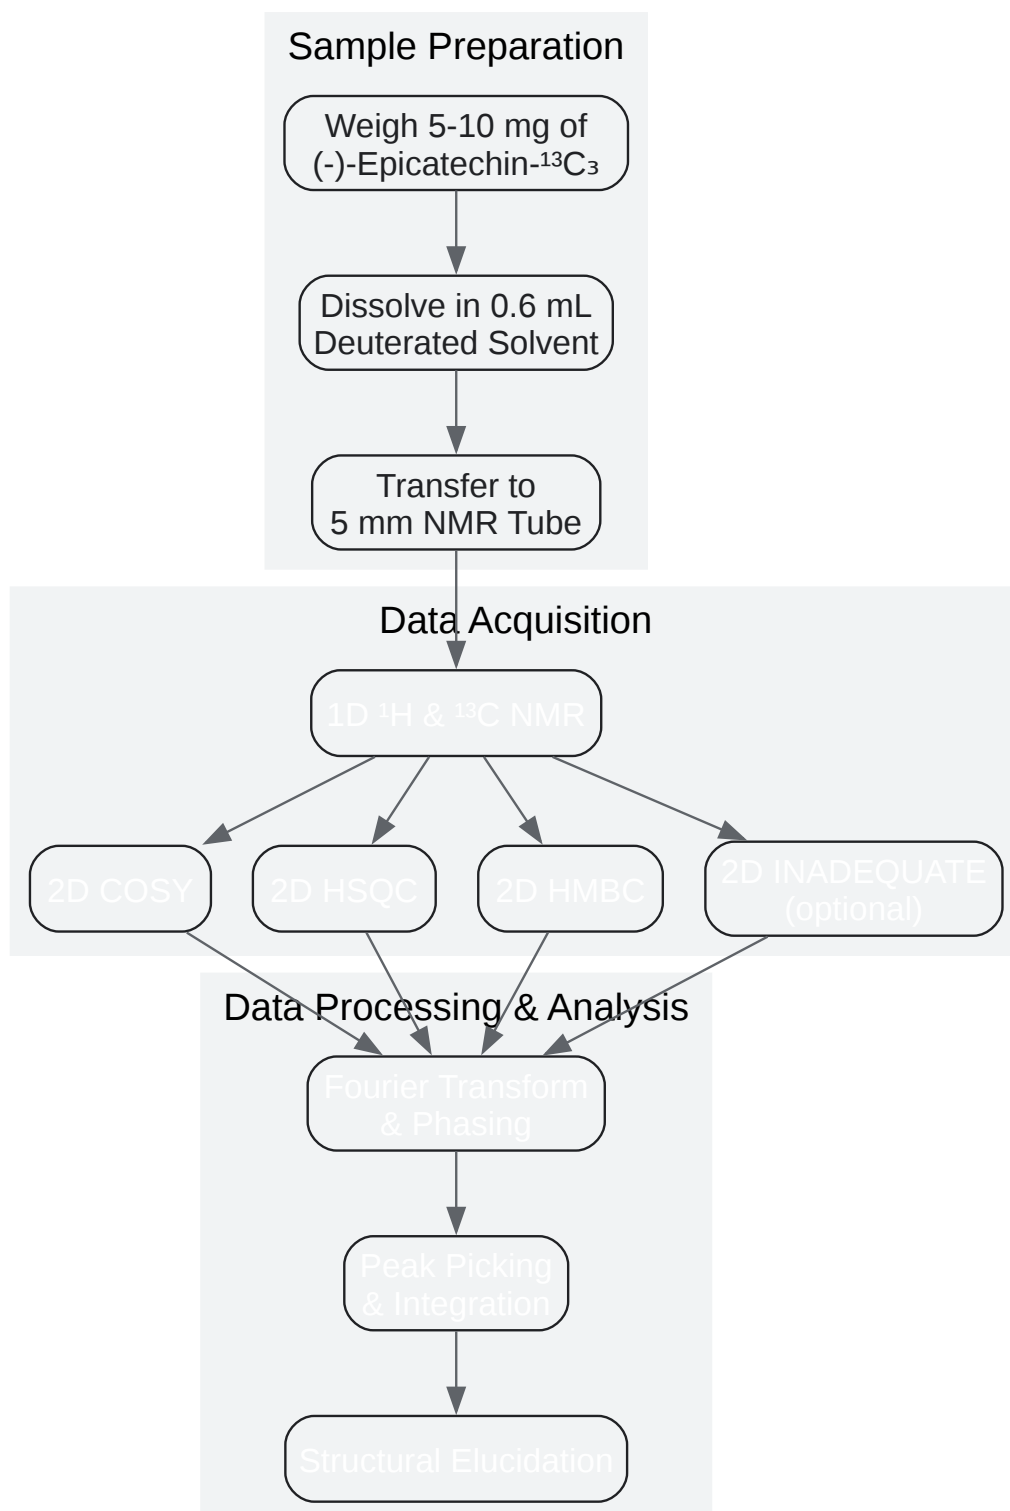 Sample Preparation
Weigh 5-10 mg of
(-)-Epicatechin-¹³C₃
Dissolve in 0.6 mL
Deuterated Solvent
Transfer to
5 mm NMR Tube
Data Acquisition
1D ¹H & ¹³C NMR
2D COSY
2D HSQC
2D HMBC
2D INADEQUATE
(optional)
Data Processing & Analysis
Fourier Transform
& Phasing
Peak Picking
& Integration
Structural Elucidation